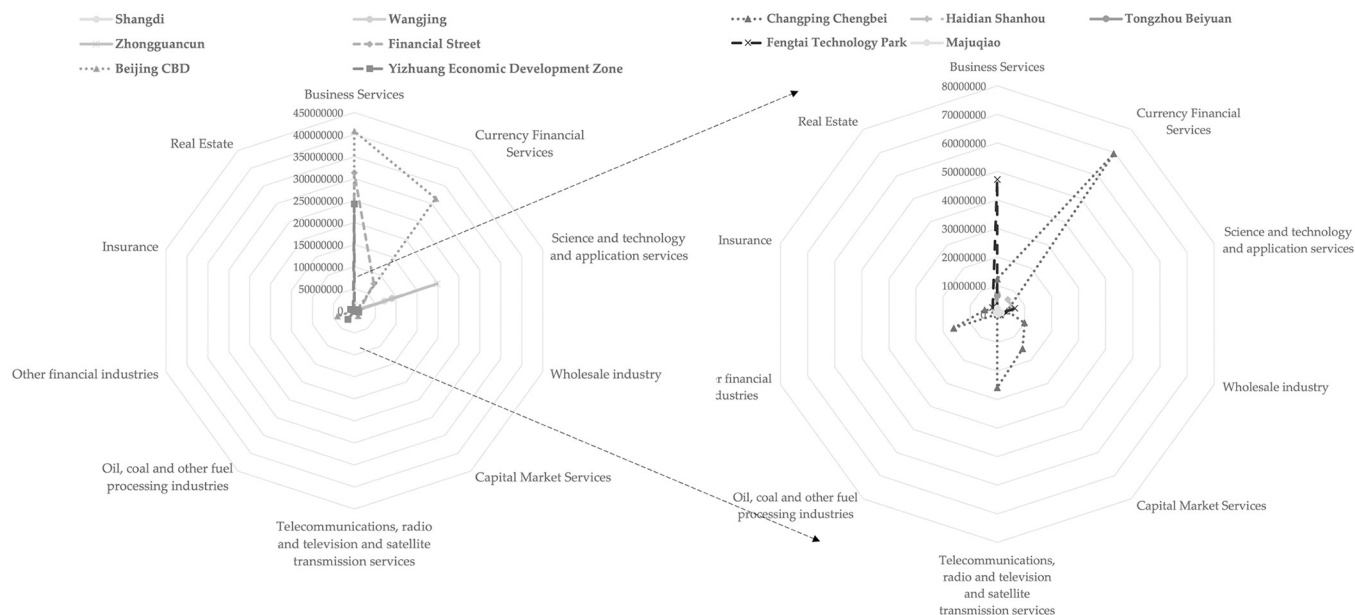 Shangdi
Wangjing
Zhongguancun
Financial Street
Beijing CBD
Yizhuang Economic Development Zone
Business Services
450000000
400000000
350000000
300000000
250000000
200000000
150000000
100000000
50000000
0
Currency Financial
Services
Science and technology
and application services
Wholesale industry
Capital Market Services
Telecommunications, radio
and television and satellite
transmission services
Oil, coal and other fuel
processing industries
Other financial industries
Insurance
Real Estate
Changping Chengbei
Haidian Shanhou
Tongzhou Beiyuan
Fengtai Technology Park
Majuqiao
Business Services
80000000
70000000
60000000
50000000
40000000
30000000
20000000
10000000
0
Currency Financial
Services
Science and technology
and application services
Wholesale industry
Capital Market Services
Telecommunications,
radio and television
and satellite
transmission services
Oil, coal and other fuel
processing industries
r financial
dustries
Insurance
Real Estate